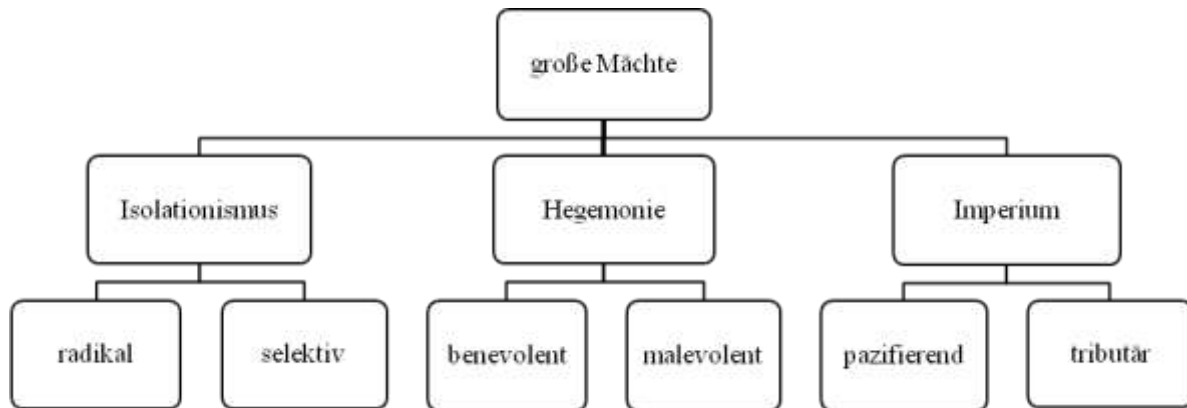 große Mächte
Isolationismus
Hegemonie
Imperium
radikal
selektiv
benevolent
malevolent
pazifierend
tributär